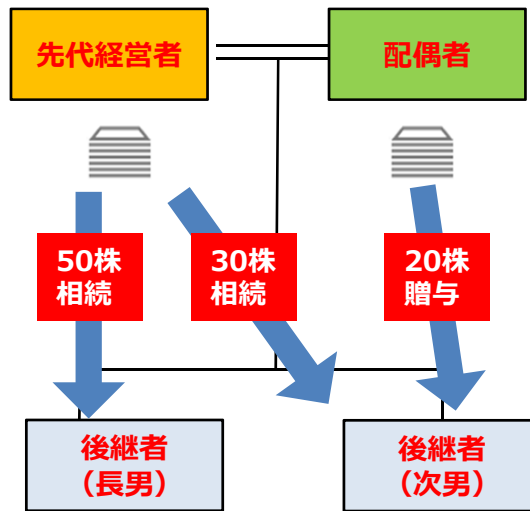 先代経営者
配偶者
50株
相続
30株
相続
20株
贈与
後継者
（長男）
後継者
（次男）